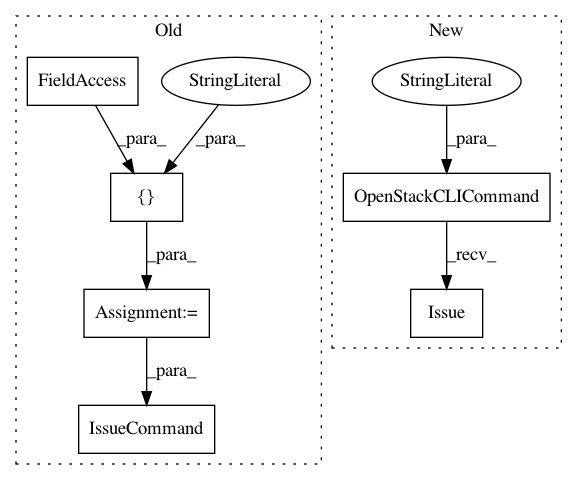 Old
New
FieldAccess
StringLiteral
StringLiteral
_para_
_para_
_para_
{}
OpenStackCLICommand
_para_
_recv_
Assignment:=
Issue
_para_
IssueCommand